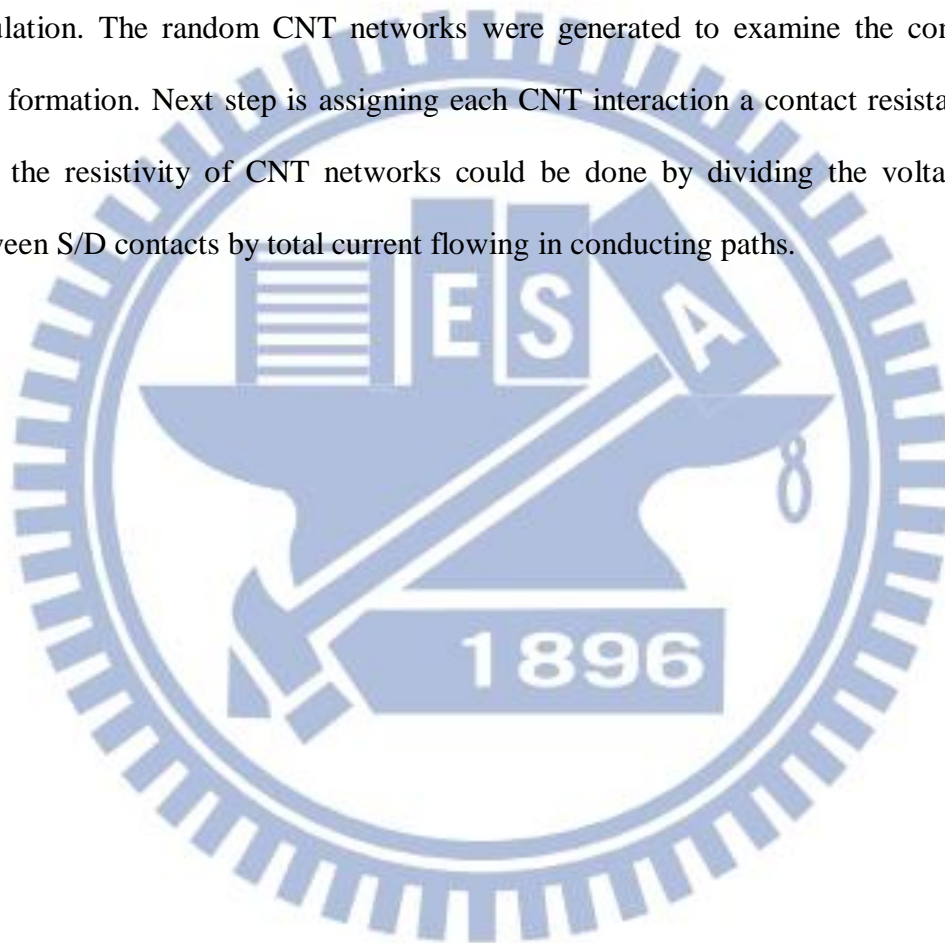 ulation. The random CNT networks were generated to examine the con
formation. Next step is assigning each CNT interaction a contact resista
the resistivity of CNT networks could be done by dividing the volta
ween S/D contacts by total current flowing in conducting paths.
E S A
1896